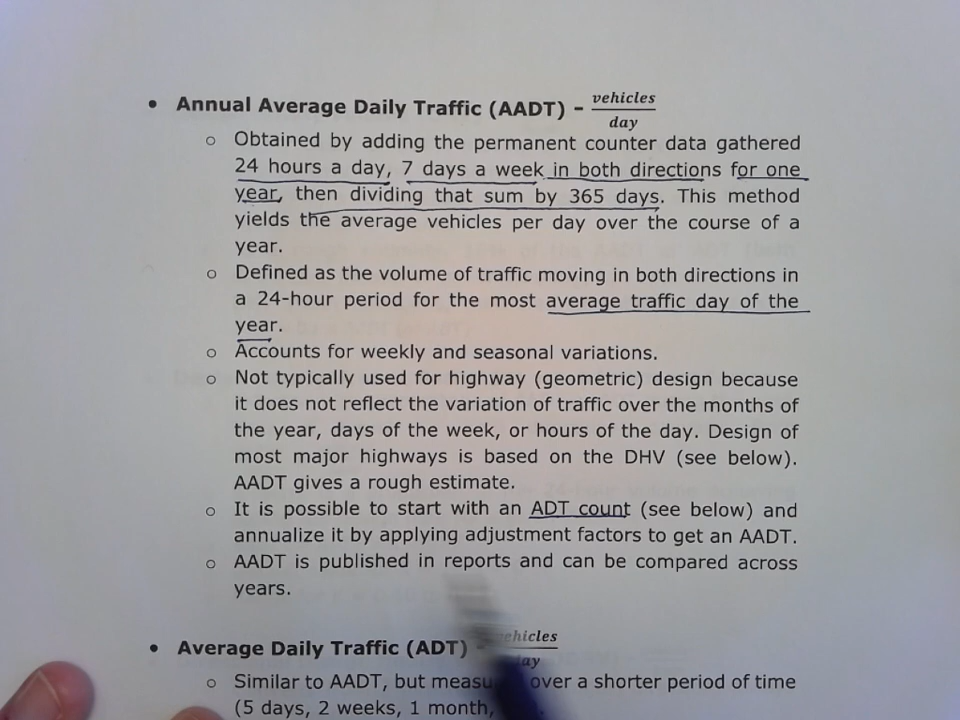 • Annual Average Daily Traffic (AADT) - vehicles/day
o Obtained by adding the permanent counter data gathered
24 hours a day, 7 days a week in both directions for one
year, then dividing that sum by 365 days. This method
yields the average vehicles per day over the course of a
year.
o Defined as the volume of traffic moving in both directions in
a 24-hour period for the most average traffic day of the
year.
o Accounts for weekly and seasonal variations.
o Not typically used for highway (geometric) design because
it does not reflect the variation of traffic over the months of
the year, days of the week, or hours of the day. Design of
most major highways is based on the DHV (see below).
AADT gives a rough estimate.
o It is possible to start with an ADT count (see below) and
annualize it by applying adjustment factors to get an AADT.
o AADT is published in reports and can be compared across
years.
• Average Daily Traffic (ADT) -
o Similar to AADT, but over a shorter period of time
(5 days, 2 weeks, 1 month,